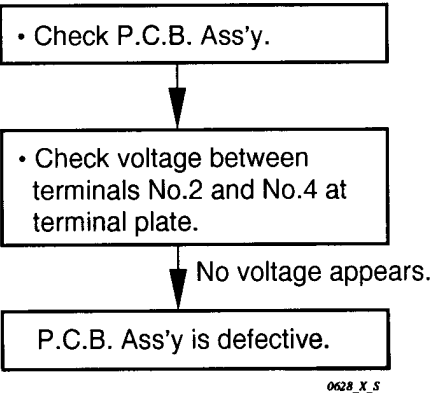 • Check P.C.B. Ass'y.
• Check voltage between
terminals No.2 and No.4 at
terminal plate.
No voltage appears.
P.C.B. Ass'y is defective.
0628_X_S